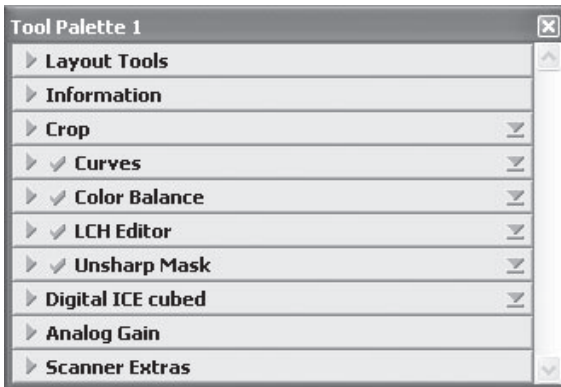 Tool Palette 1
Layout Tools
Information
Crop
Curves
Color Balance
LCH Editor
Unsharp Mask
Digital ICE cubed
Analog Gain
Scanner Extras